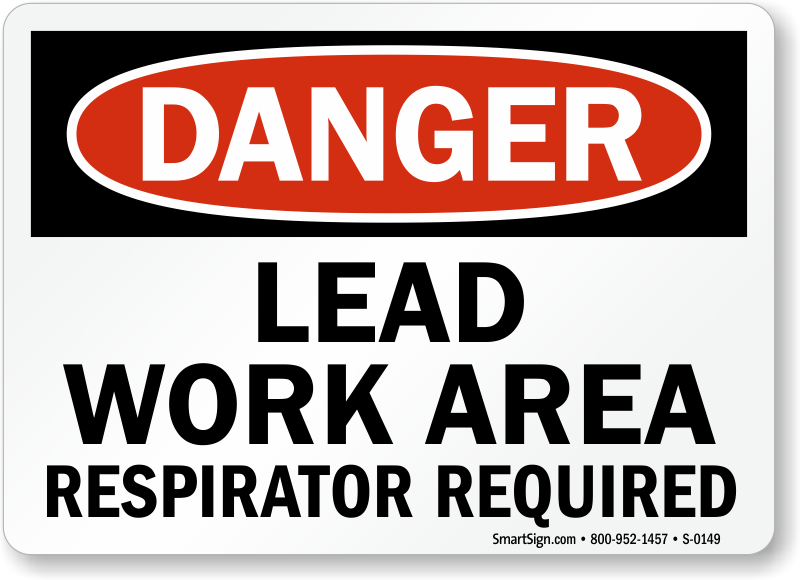 DANGER
LEAD
WORK AREA
RESPIRATOR REQUIRED
SmartSign.com • 800-952-1457 • S-0149